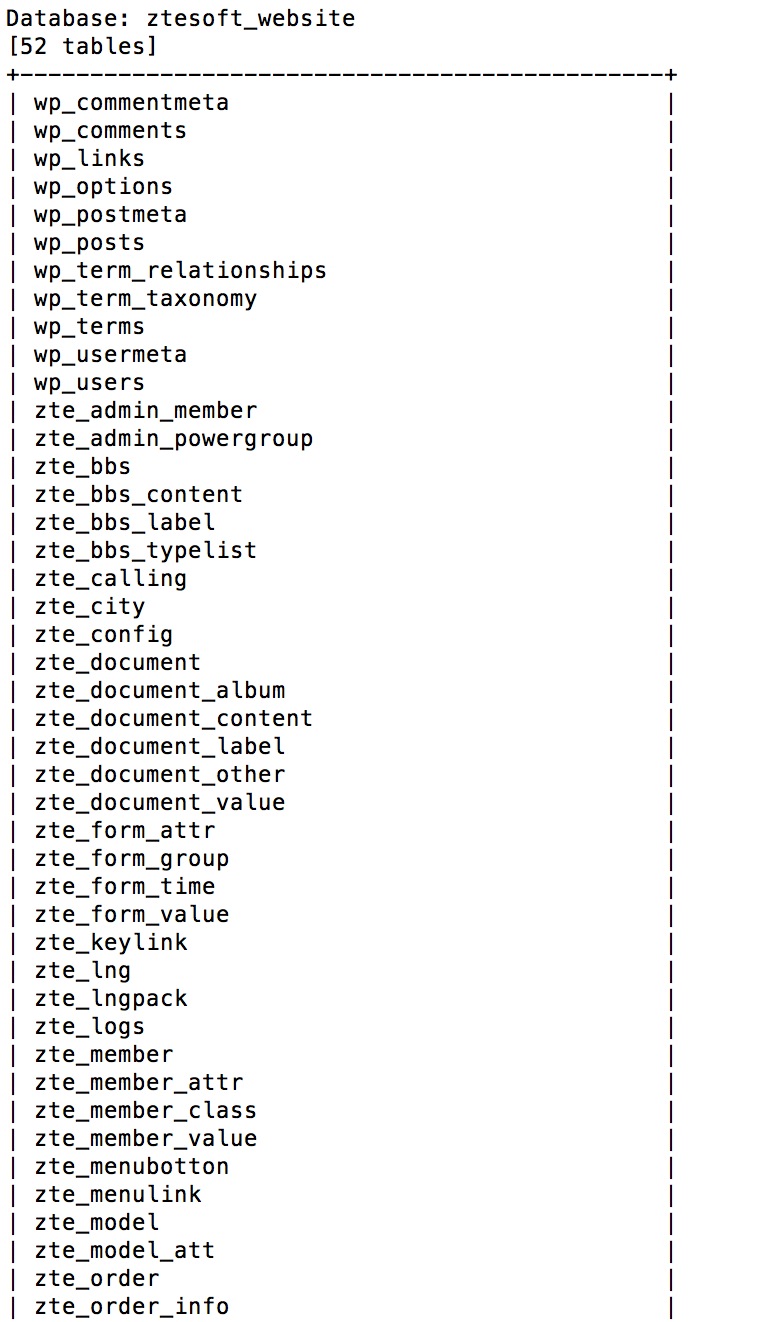 Database: ztesoft_website
[52 tables]
+----------------------------------------------+
| wp_commentmeta                               |
| wp_comments                                  |
| wp_links                                     |
| wp_options                                   |
| wp_postmeta                                  |
| wp_posts                                     |
| wp_term_relationships                        |
| wp_term_taxonomy                             |
| wp_terms                                     |
| wp_usermeta                                  |
| wp_users                                     |
| zte_admin_member                             |
| zte_admin_powergroup                         |
| zte_bbs                                      |
| zte_bbs_content                              |
| zte_bbs_label                                |
| zte_bbs_typelist                             |
| zte_calling                                  |
| zte_city                                     |
| zte_config                                   |
| zte_document                                 |
| zte_document_album                           |
| zte_document_content                         |
| zte_document_label                           |
| zte_document_other                           |
| zte_document_value                           |
| zte_form_attr                                |
| zte_form_group                               |
| zte_form_time                                |
| zte_form_value                               |
| zte_keylink                                  |
| zte_lng                                      |
| zte_lngpack                                  |
| zte_logs                                     |
| zte_member                                   |
| zte_member_attr                              |
| zte_member_class                             |
| zte_member_value                             |
| zte_menubotton                               |
| zte_menulink                                 |
| zte_model                                    |
| zte_model_att                                |
| zte_order                                    |
| zte_order_info                               |